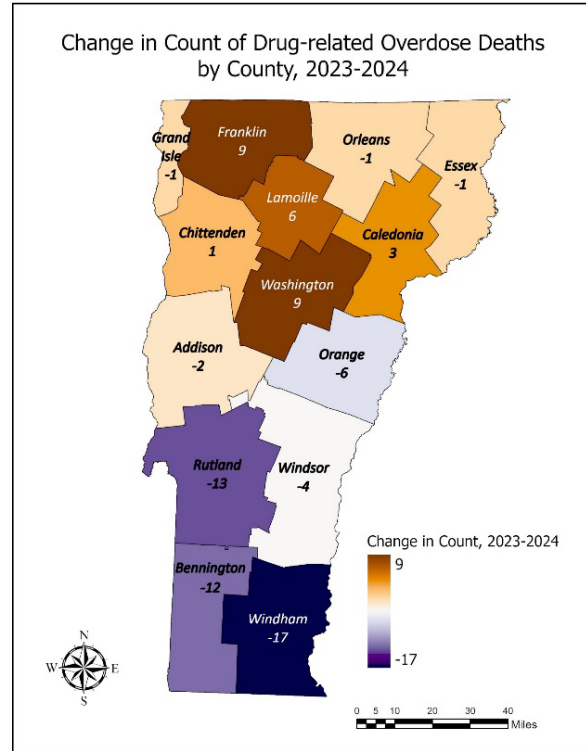 Change in Count of Drug-related Overdose Deaths
by County, 2023-2024
Grand
Isle
-1
Franklin
9
Orleans
-1
Essex
-1
Lamoille
6
Chittenden
1
Caledonia
3
Washington
9
Addison
-2
Orange
-6
Rutland
-13
Windsor
-4
Bennington
-12
Windham
-17
Change in Count, 2023-2024
9
-17
N
W E
S
0 5 10 20 30 40
Miles